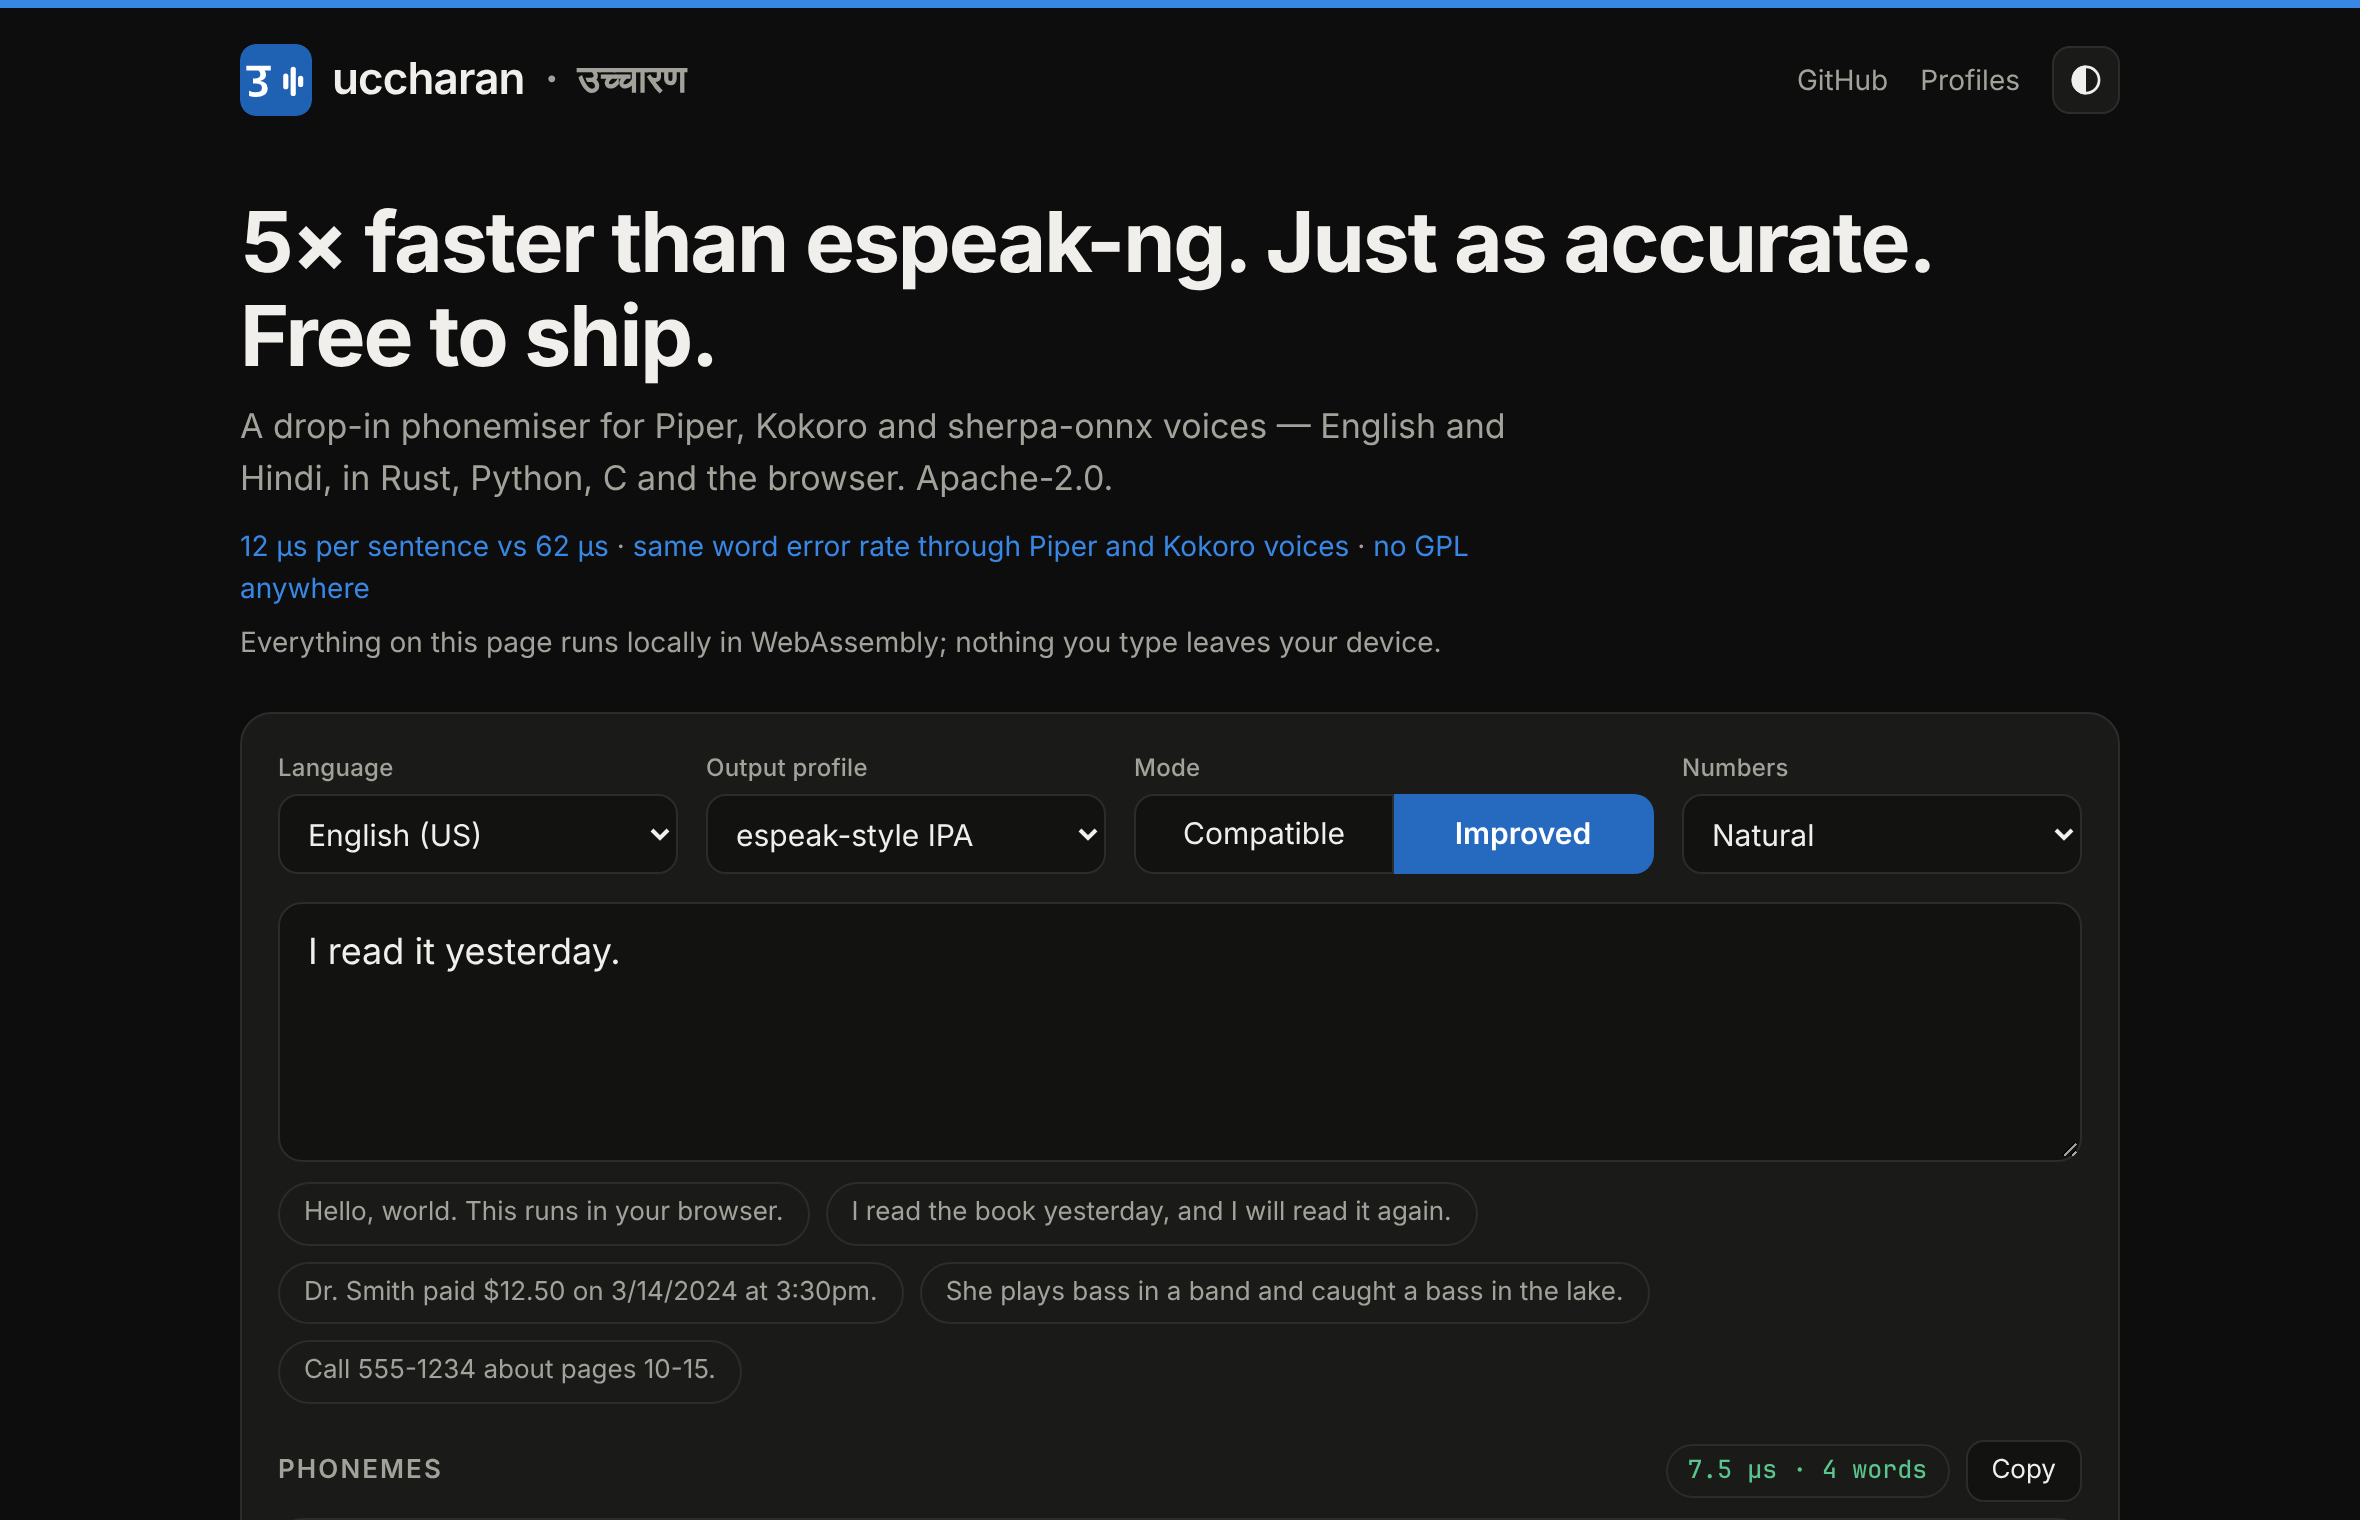 उ
uccharan · उच्चारण
GitHub Profiles
5× faster than espeak-ng. Just as accurate.
Free to ship.
A drop-in phonemiser for Piper, Kokoro and sherpa-onnx voices — English and
Hindi, in Rust, Python, C and the browser. Apache-2.0.
12 µs per sentence vs 62 µs · same word error rate through Piper and Kokoro voices · no GPL
anywhere
Everything on this page runs locally in WebAssembly; nothing you type leaves your device.
Language Output profile Mode Numbers
English (US) espeak-style IPA Compatible Improved Natural
I read it yesterday.
Hello, world. This runs in your browser. I read the book yesterday, and I will read it again.
Dr. Smith paid $12.50 on 3/14/2024 at 3:30pm. She plays bass in a band and caught a bass in the lake.
Call 555-1234 about pages 10-15.
PHONEMES 7.5 µs · 4 words Copy